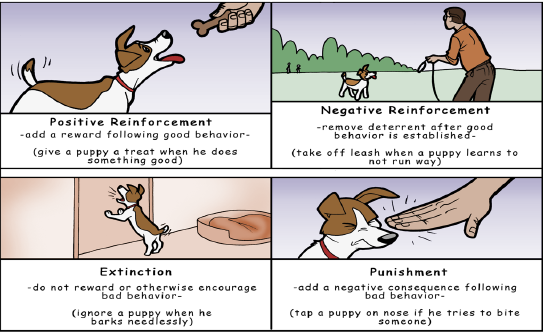 Positive Reinforcement
-add a reward following good behavior-
(give a puppy a treat when he does
something good)
Negative Reinforcement
-remove deterrent after good
behavior is established-
(take off leash when a puppy learns to
not run way)
Extinction
-do not reward or otherwise encourage
bad behavior-
(ignore a puppy when he
barks needlessly)
Punishment
-add a negative consequence following
bad behavior-
(tap a puppy on nose if he tries to bite
someone)